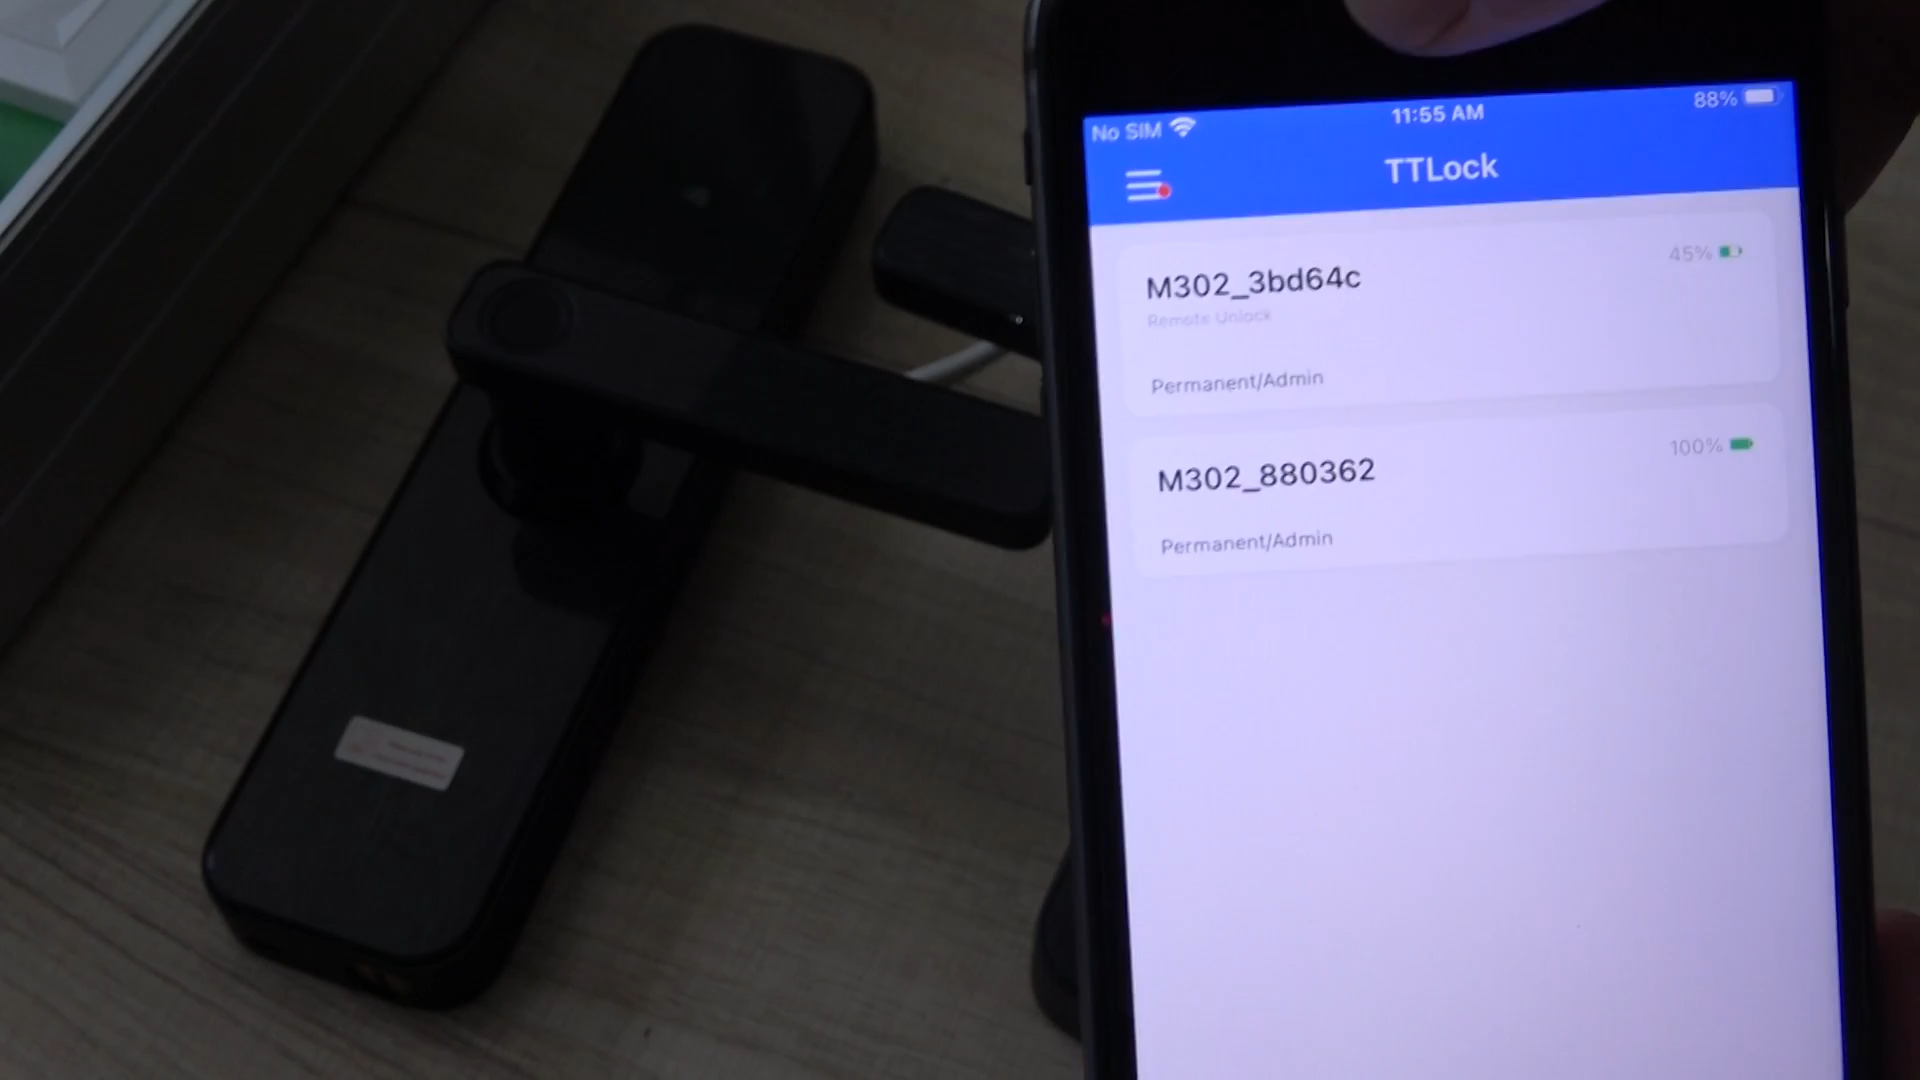 No SIM
11:55 AM
88%
TTLock
M302_3bd64c
45%
Remote Unlock
Permanent/Admin
M302_880362
100%
Permanent/Admin